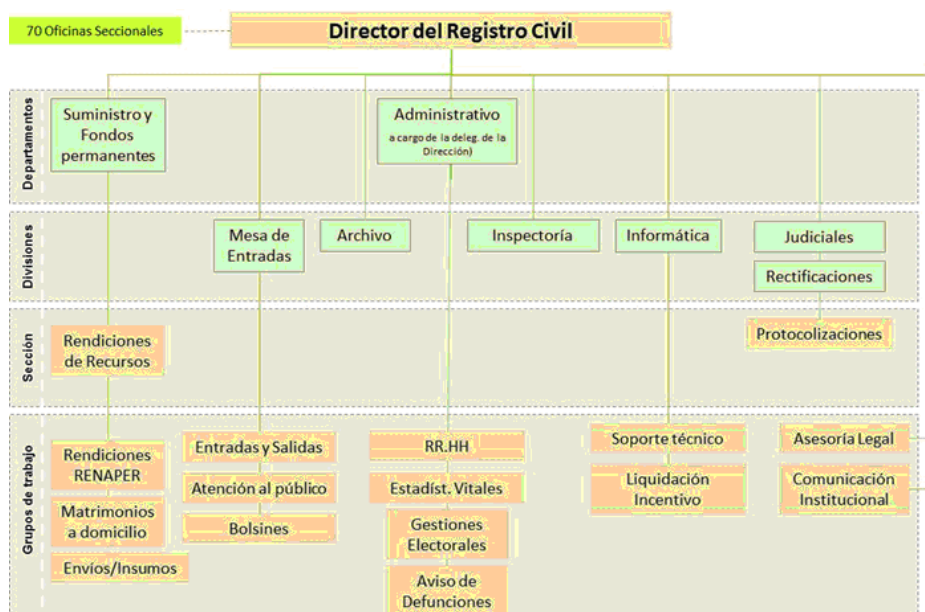 70 Oficinas Seccionales
Director del Registro Civil
Departamentos
Suministro y
Fondos
permanentes
Administrativo
a cargo de la deleg. de la
Dirección)
Divisiones
Mesa de
Entradas
Archivo
Inspectoría
Informática
Judiciales
Rectificaciones
Sección
Rendiciones
de Recursos
Protocolizaciones
Grupos de trabajo
Rendiciones
RENAPER
Matrimonios
a domicilio
Envíos/Insumos
Entradas y Salidas
Atención al público
Bolsines
RR.HH
Estadíst. Vitales
Gestiones
Electorales
Aviso de
Defunciones
Soporte técnico
Liquidación
Incentivo
Asesoría Legal
Comunicación
Institucional